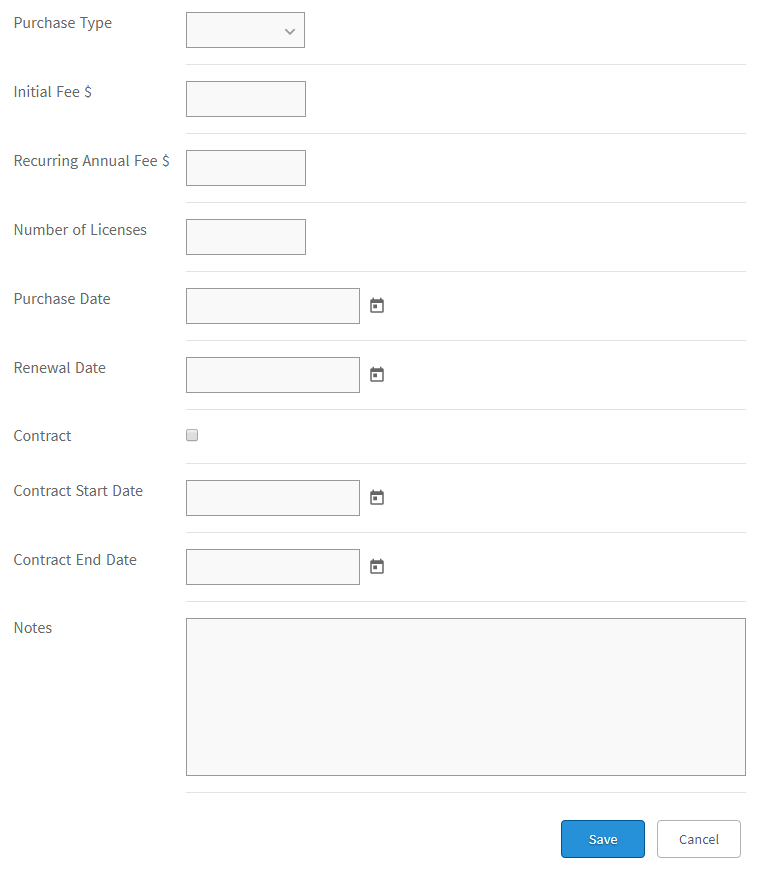 Purchase Type
Initial Fee $
Recurring Annual Fee $
Number of Licenses
Purchase Date
Renewal Date
Contract
Contract Start Date
Contract End Date
Notes
Save Cancel